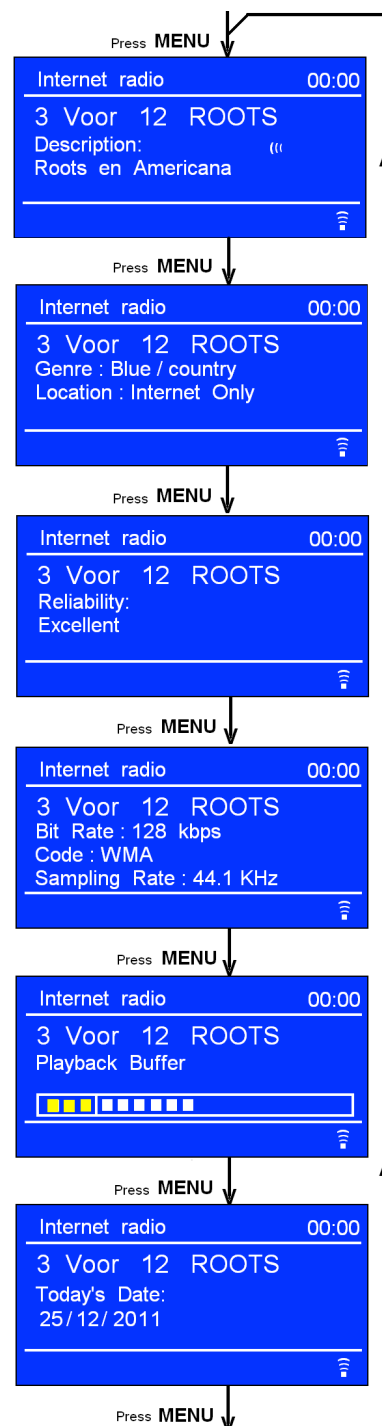 Press MENU
Internet radio 00:00
3 Voor 12 ROOTS
Description:
Roots en Americana
Press MENU
Internet radio 00:00
3 Voor 12 ROOTS
Genre : Blue / country
Location : Internet Only
Press MENU
Internet radio 00:00
3 Voor 12 ROOTS
Reliability:
Excellent
Press MENU
Internet radio 00:00
3 Voor 12 ROOTS
Bit Rate : 128 kbps
Code : WMA
Sampling Rate : 44.1 KHz
Press MENU
Internet radio 00:00
3 Voor 12 ROOTS
Playback Buffer
Press MENU
Internet radio 00:00
3 Voor 12 ROOTS
Today's Date:
25/12/2011
Press MENU